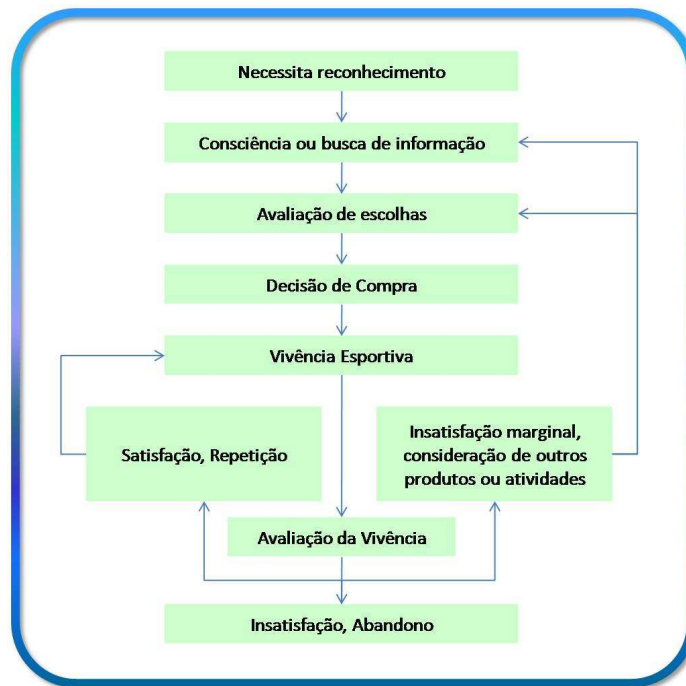 Necessita reconhecimento
Consciência ou busca de informação
Avaliação de escolhas
Decisão de Compra
Vivência Esportiva
Satisfação, Repetição
Insatisfação marginal,
consideração de outros
produtos ou atividades
Avaliação da Vivência
Insatisfação, Abandono